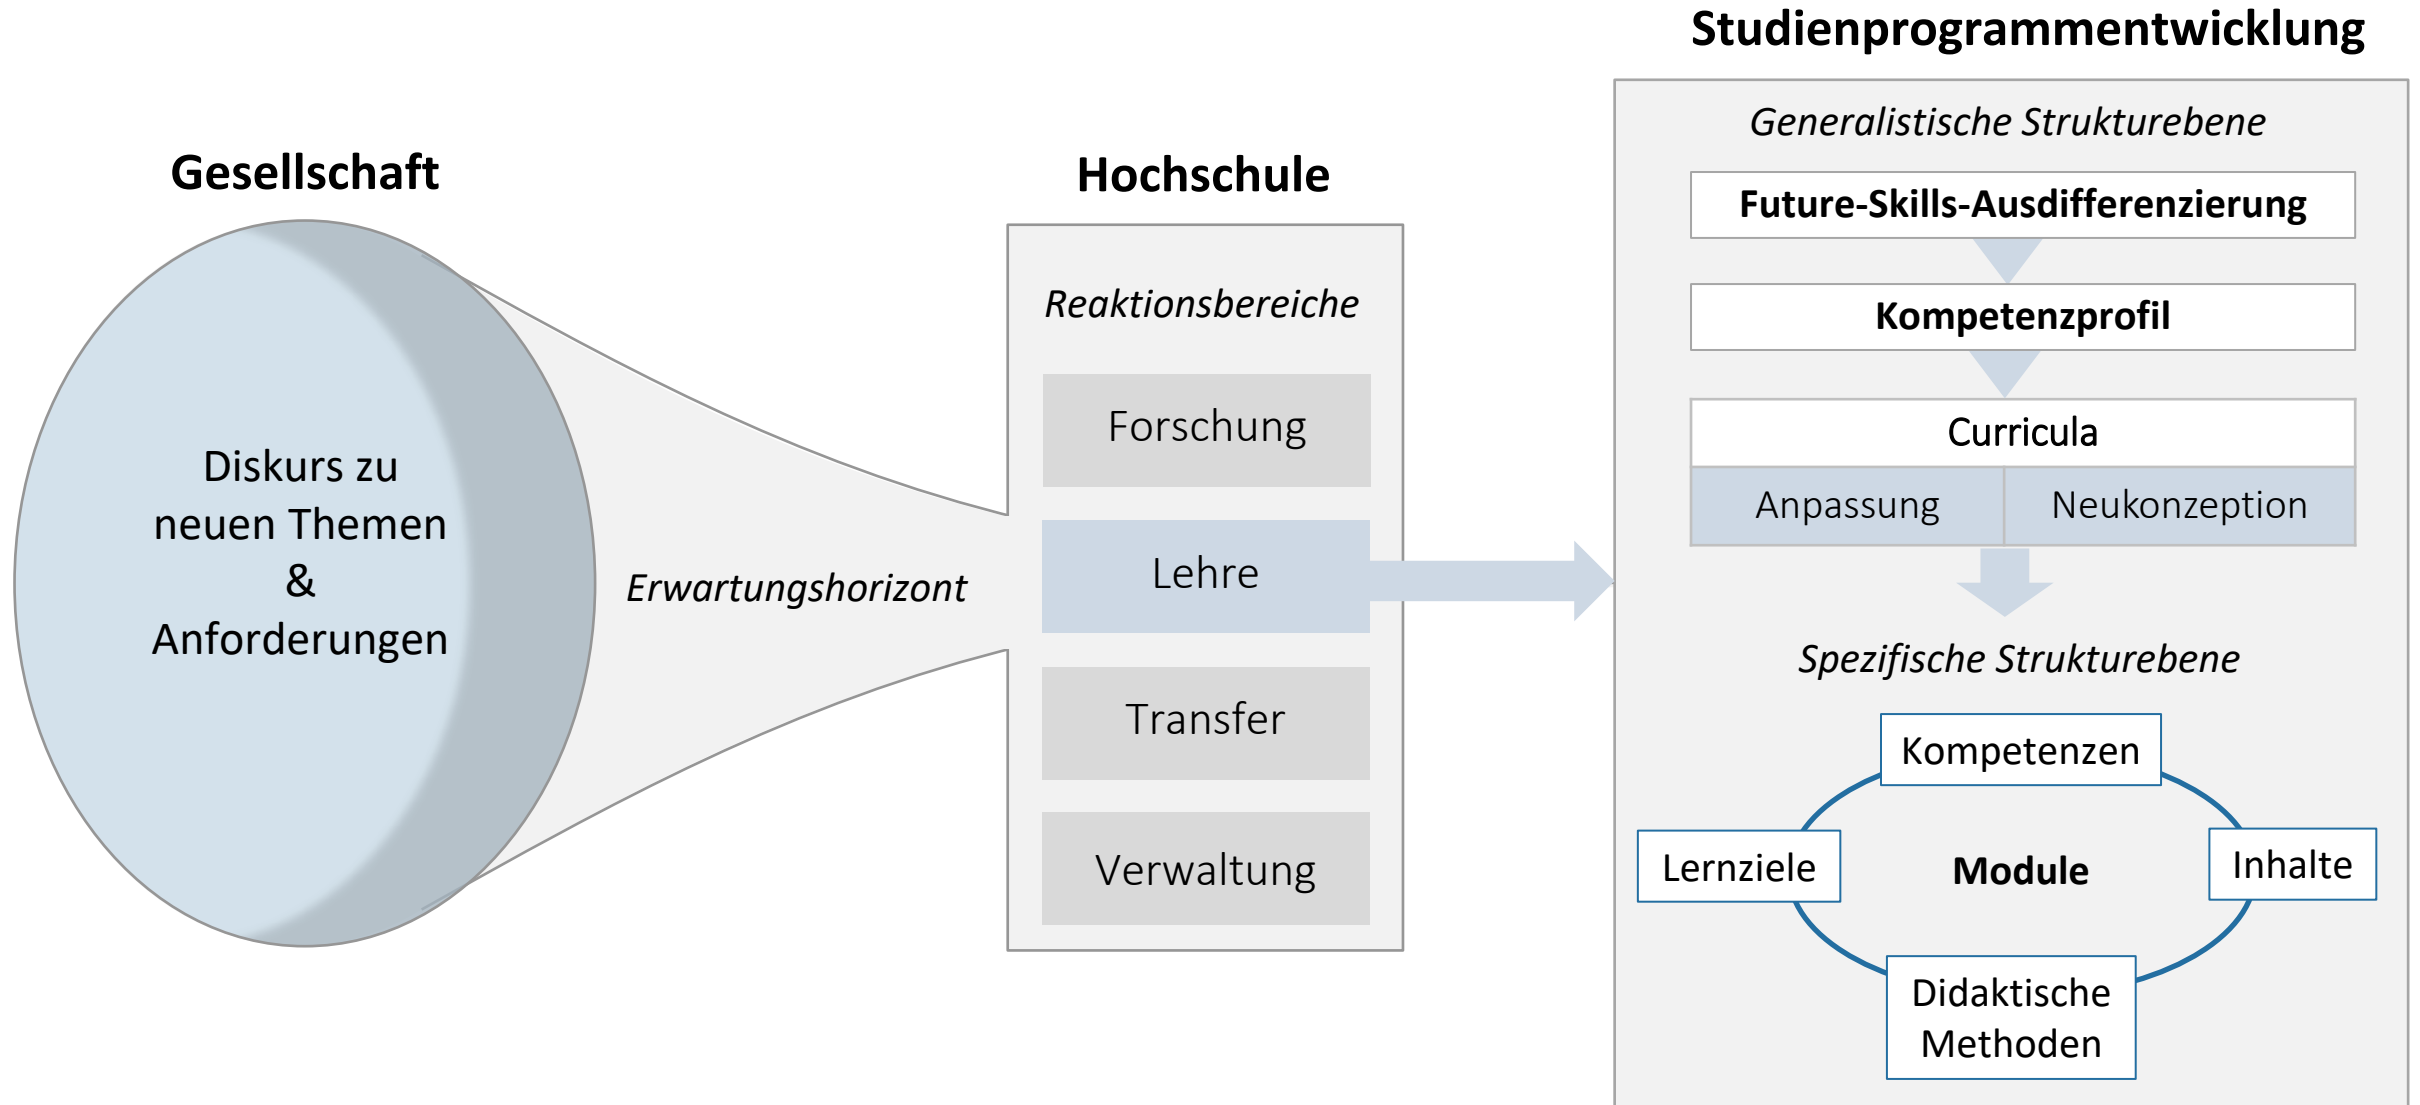 Gesellschaft
Diskurs zu
neuen Themen
&
Anforderungen
Erwartungshorizont
Hochschule
Reaktionsbereiche
Forschung
Lehre
Transfer
Verwaltung
Studienprogrammentwicklung
Generalistische Strukturebene
Future-Skills-Ausdifferenzierung
Kompetenzprofil
Curricula
Anpassung
Neukonzeption
Spezifische Strukturebene
Kompetenzen
Lernziele
Module
Inhalte
Didaktische
Methoden